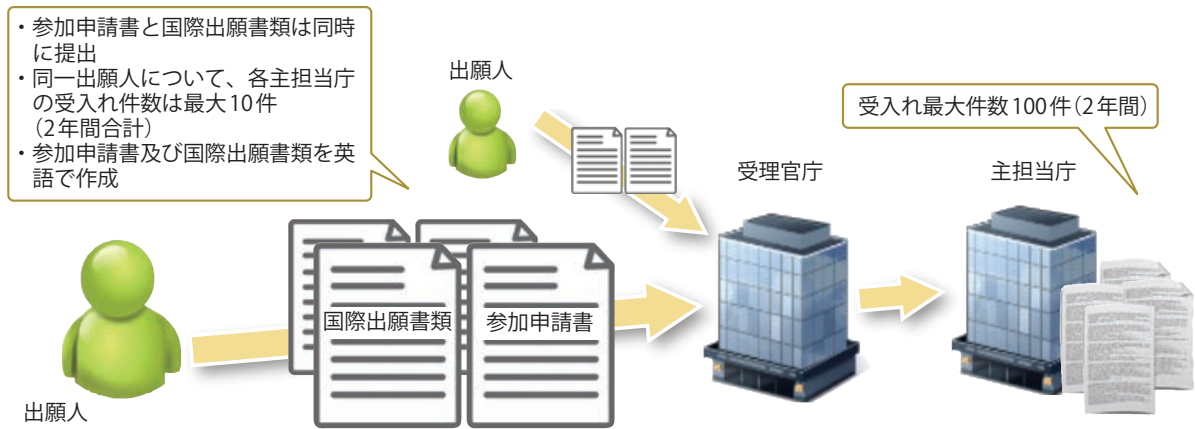 ・参加申請書と国際出願書類は同時
に提出
・同一出願人について、各主担当庁
の受入れ件数は最大10件
（2年間合計）
・参加申請書及び国際出願書類を英
語で作成
出願人
受入れ最大件数100件（2年間）
受理官庁
主担当庁
国際出願書類
参加申請書
出願人